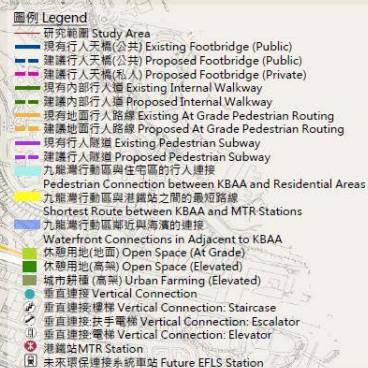 圖例 Legend
研究範圍 Study Area
現有行人天橋(公共) Existing Footbridge (Public)
建議行人天橋(公共) Proposed Footbridge (Public)
建議行人天橋(私人) Proposed Footbridge (Private)
現有內部行人道 Existing Internal Walkway
建議內部行人道 Proposed Internal Walkway
現有地面行人路線 Existing At Grade Pedestrian Routing
建議地面行人路線 Proposed At Grade Pedestrian Routing
現有行人隧道 Existing Pedestrian Subway
建議行人隧道 Proposed Pedestrian Subway
九龍灣行動區與住宅區的行人連接
Pedestrian Connection between KBAA and Residential Areas
九龍灣行動區與港鐵站之間的最短路線
Shortest Route between KBAA and MTR Stations
九龍灣行動區鄰近與海濱的連接
Waterfront Connections in Adjacent to KBAA
休憩用地(地面) Open Space (At Grade)
休憩用地(高架) Open Space (Elevated)
城市耕種 (高架) Urban Farming (Elevated)
垂直連接 Vertical Connection
垂直連接:樓梯 Vertical Connection: Staircase
垂直連接:扶手電梯 Vertical Connection: Escalator
垂直連接:電梯 Vertical Connection: Elevator
港鐵站MTR Station
未來環保連接系統車站 Future EFLS Station